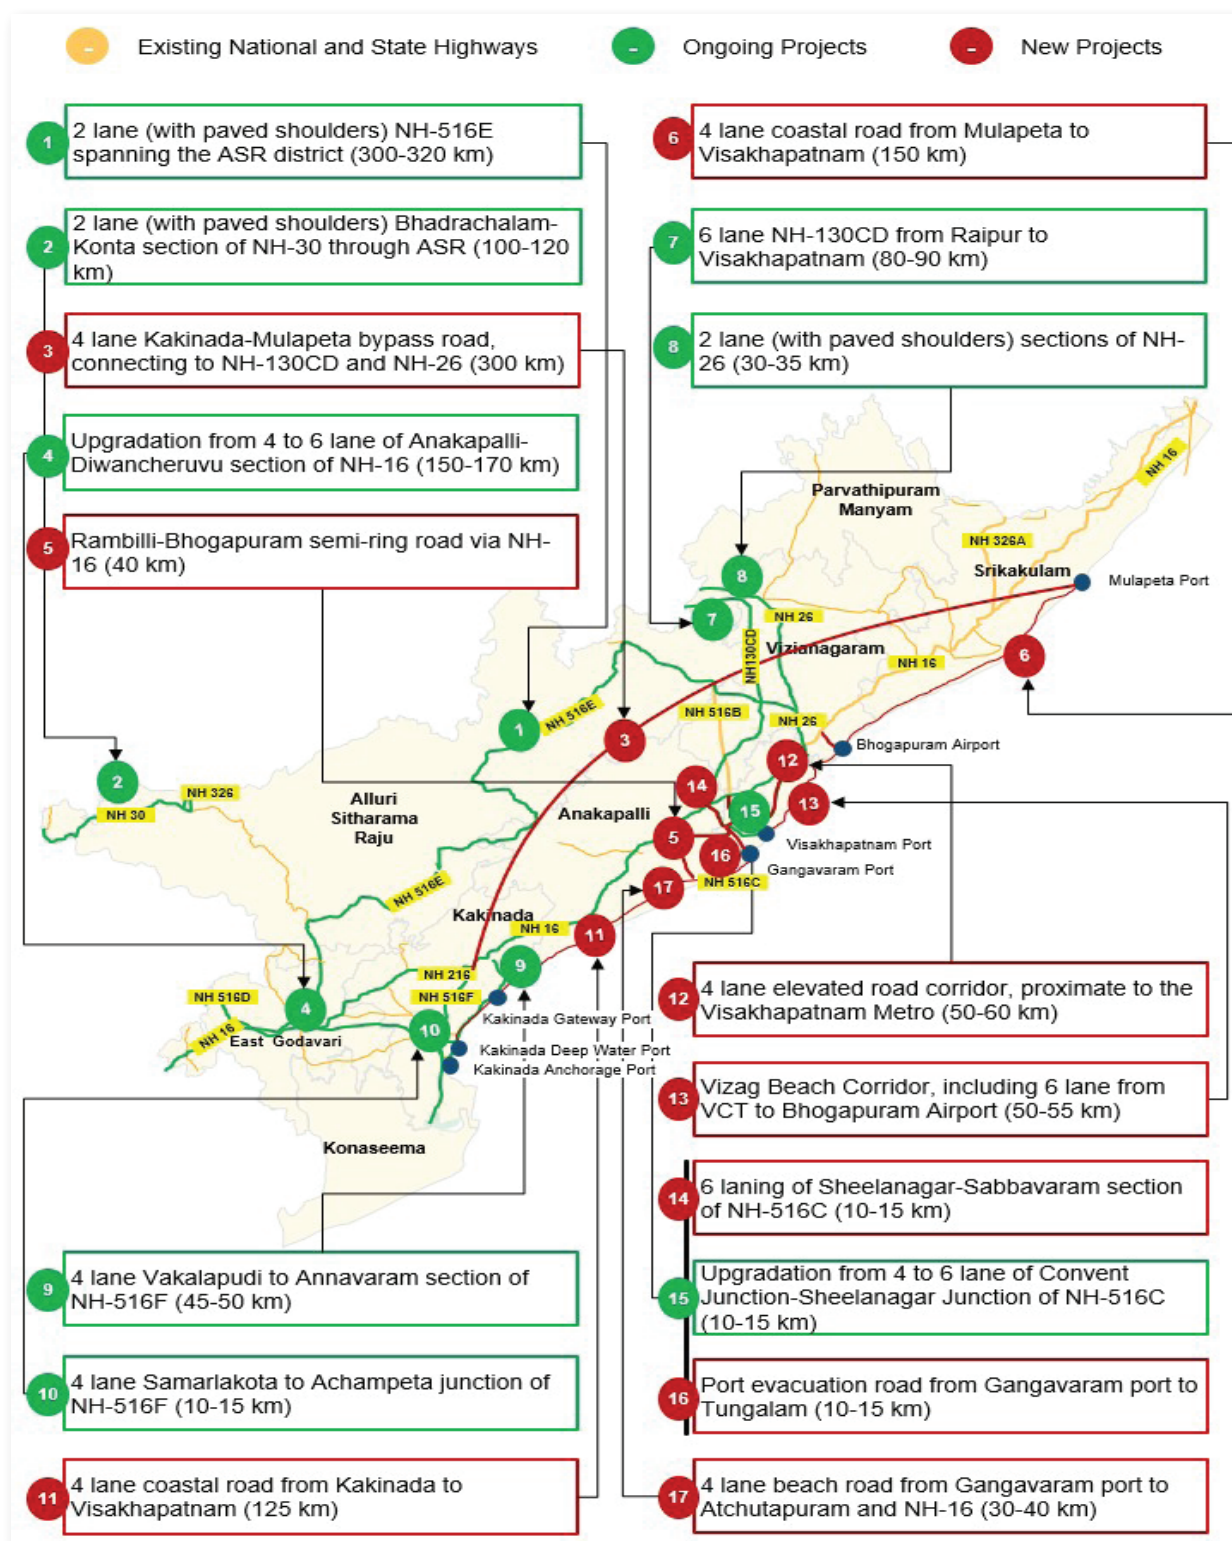 - Existing National and State Highways
- Ongoing Projects
- New Projects
1 2 lane (with paved shoulders) NH-516E
spanning the ASR district (300-320 km)
2 2 lane (with paved shoulders) Bhadrachalam-
Konta section of NH-30 through ASR (100-120
km)
3 4 lane Kakinada-Mulapeta bypass road,
connecting to NH-130CD and NH-26 (300 km)
4 Upgradation from 4 to 6 lane of Anakapalli-
Diwancheruvu section of NH-16 (150-170 km)
5 Rambilli-Bhogapuram semi-ring road via NH-
16 (40 km)
6 4 lane coastal road from Mulapeta to
Visakhapatnam (150 km)
7 6 lane NH-130CD from Raipur to
Visakhapatnam (80-90 km)
8 2 lane (with paved shoulders) sections of NH-
26 (30-35 km)
NH 16
Parvathipuram
Manyam
NH 326A
Srikakulam
Mulapeta Port
8
7
NH 26
NH130CD
Vizianagaram
NH 16
6
NH 516E
1
3
NH 516B
NH 26
Bhogapuram Airport
12
2
NH 326
NH 30
Alluri
Sitharama
Raju
Anakapalli
14
15
13
5
16
Visakhapatnam Port
Gangavaram Port
NH 516C
17
NH 516E
Kakinada
NH 16
11
9
NH 216
NH 516F
NH 516D
4
NH 16
East Godavari
10
Kakinada Gateway Port
Kakinada Deep Water Port
Kakinada Anchorage Port
Konaseema
9 4 lane Vakalapudi to Annavaram section of
NH-516F (45-50 km)
10 4 lane Samarlakota to Achampeta junction of
NH-516F (10-15 km)
11 4 lane coastal road from Kakinada to
Visakhapatnam (125 km)
12 4 lane elevated road corridor, proximate to the
Visakhapatnam Metro (50-60 km)
13 Vizag Beach Corridor, including 6 lane from
VCT to Bhogapuram Airport (50-55 km)
14 6 laning of Sheelanagar-Sabbavaram section
of NH-516C (10-15 km)
15 Upgradation from 4 to 6 lane of Convent
Junction-Sheelanagar Junction of NH-516C
(10-15 km)
16 Port evacuation road from Gangavaram port to
Tungalam (10-15 km)
17 4 lane beach road from Gangavaram port to
Atchutapuram and NH-16 (30-40 km)